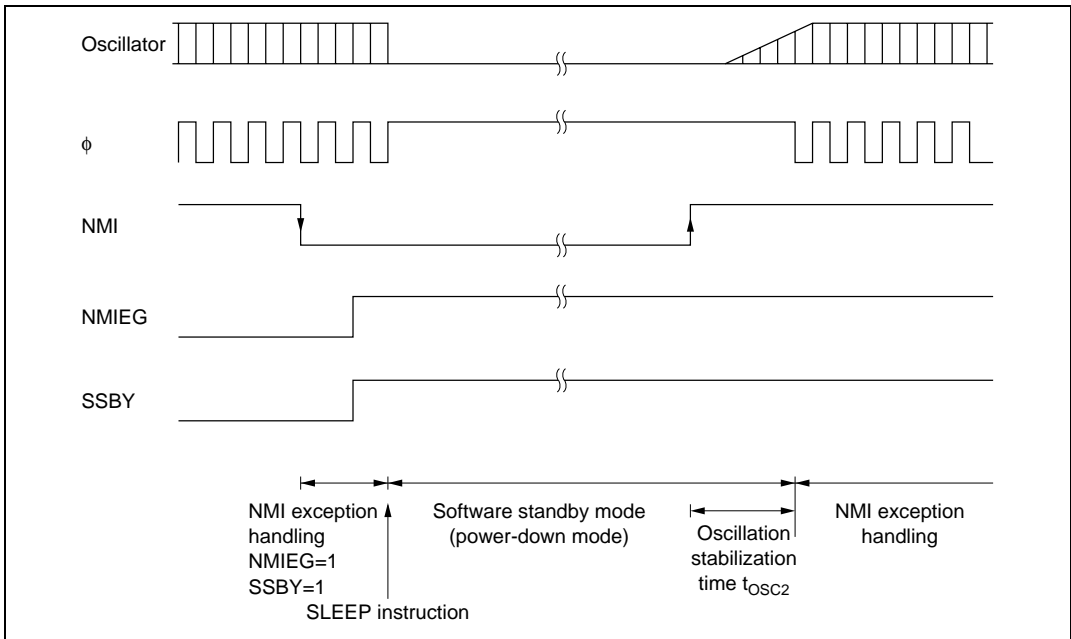 Oscillator
ϕ
NMI
NMIEG
SSBY
NMI exception
handling
NMIEG=1
SSBY=1
SLEEP instruction
Software standby mode
(power-down mode)
Oscillation
stabilization
time tOSC2
NMI exception
handling